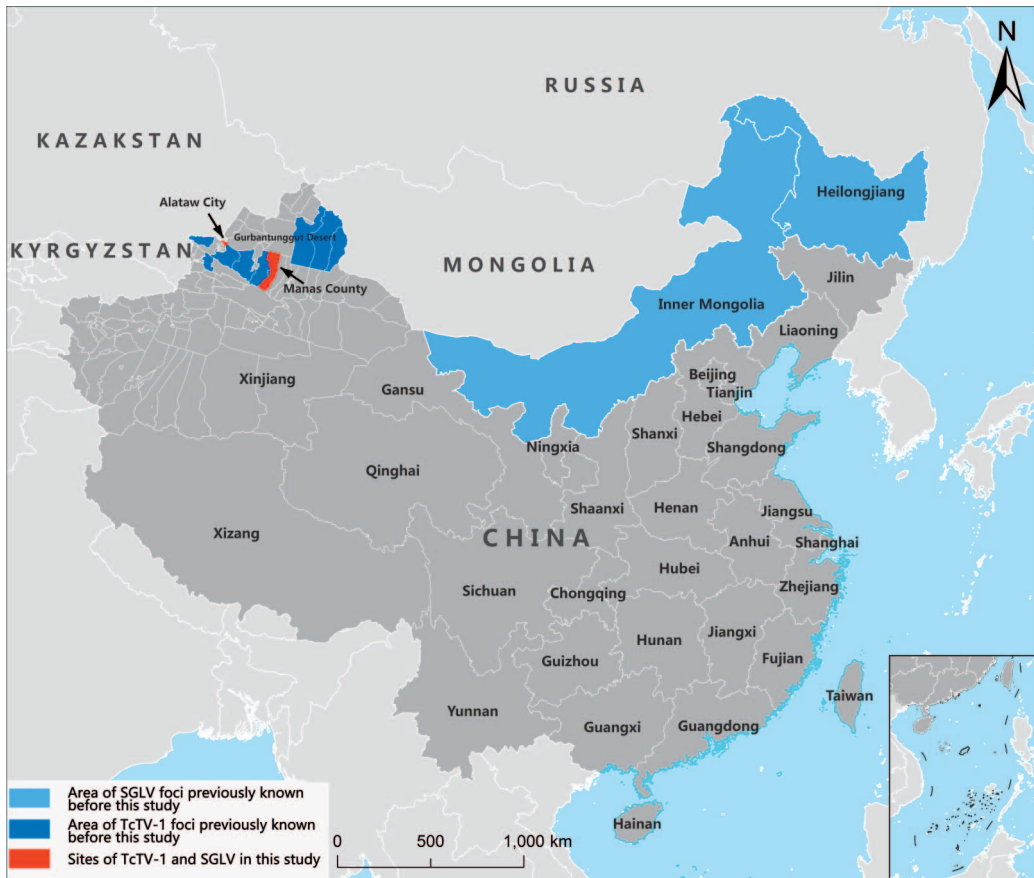 N
RUSSIA
KAZAKSTAN
Heilongjiang
Alataw City
Gurbantunggut Desert
KYRGYZSTAN
MONGOLIA
Jilin
Manas County
Inner Mongolia
Liaoning
Beijing
Tianjin
Xinjiang
Gansu
Hebei
Ningxia
Shanxi
Shangdong
Qinghai
Shaanxi
Henan
Jiangsu
Xizang
CHINA
Anhui
Shanghai
Hubei
Sichuan
Chongqing
Zhejiang
Hunan
Jiangxi
Guizhou
Fujian
Taiwan
Yunnan
Guangxi
Guangdong
Hainan
Area of SGLV foci previously known
before this study
Area of TcTV-1 foci previously known
before this study
Sites of TcTV-1 and SGLV in this study
0 500 1,000 km